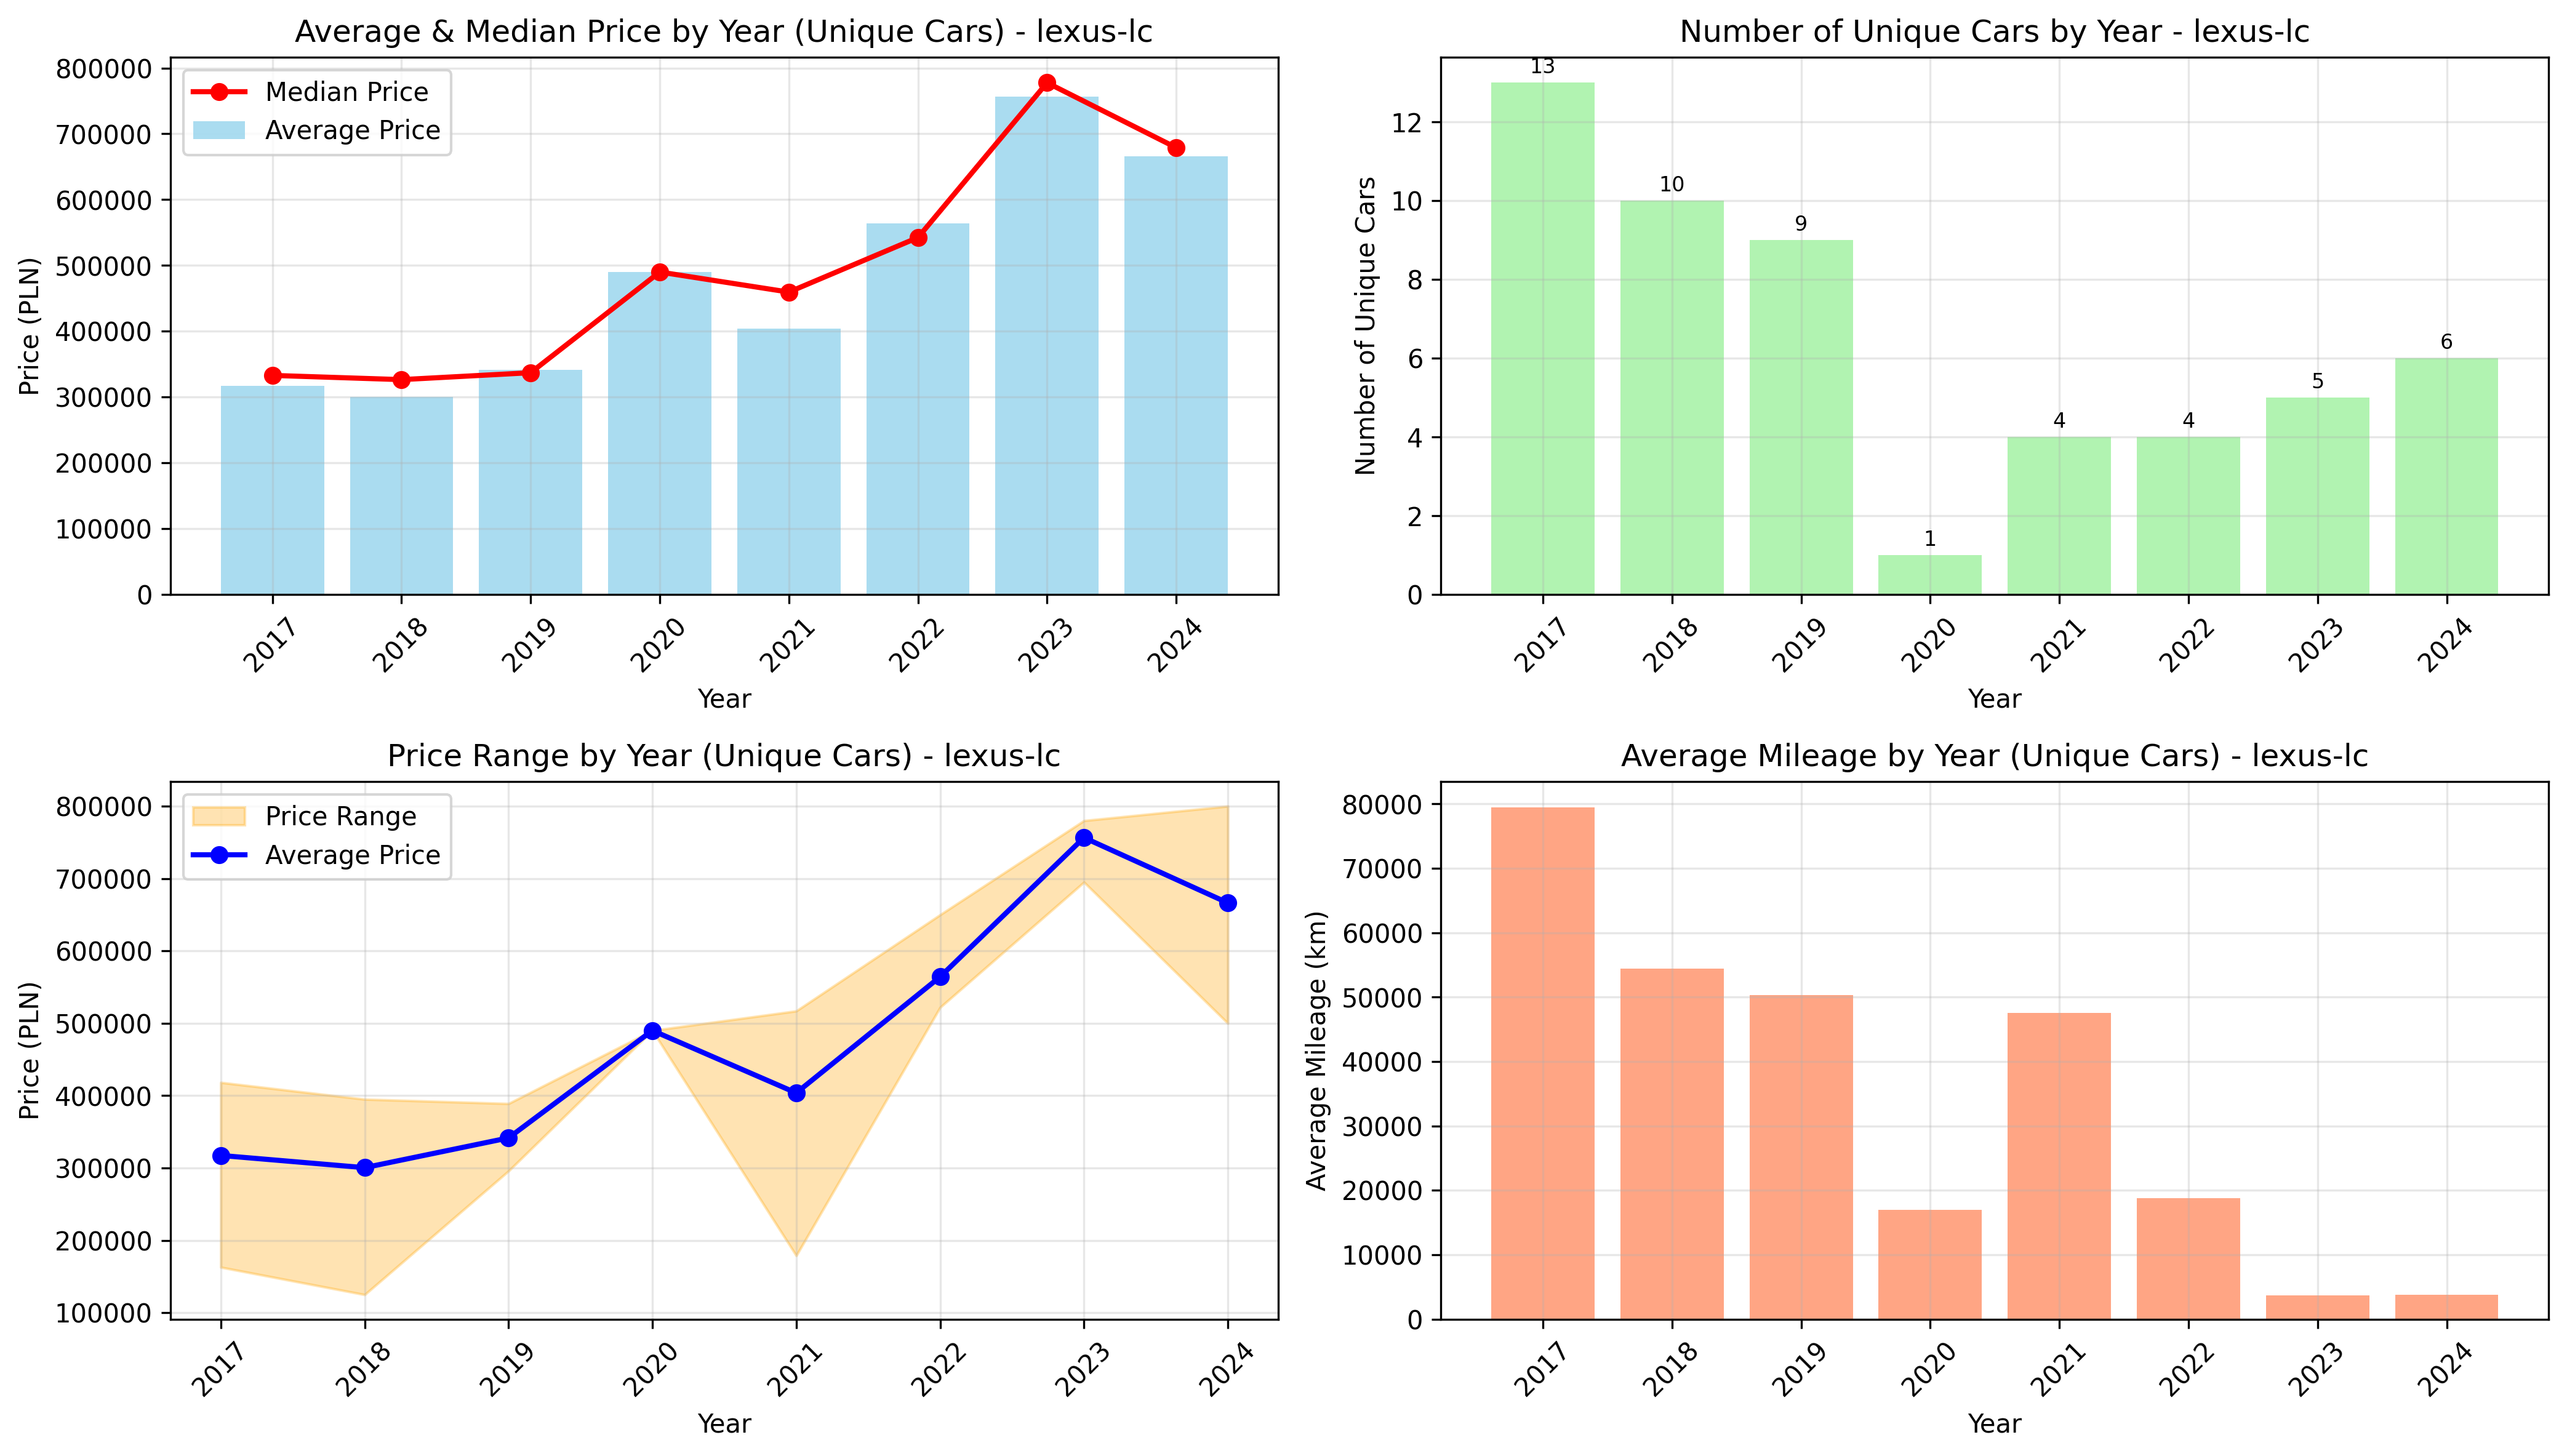 Average & Median Price by Year (Unique Cars) - lexus-lc
Median Price
Average Price
Price (PLN)
800000
700000
600000
500000
400000
300000
200000
100000
0
2017 2018 2019 2020 2021 2022 2023 2024
Year
Number of Unique Cars by Year - lexus-lc
Number of Unique Cars
12
10
8
6
4
2
0
13 10 9 1 4 4 5 6
2017 2018 2019 2020 2021 2022 2023 2024
Year
Price Range by Year (Unique Cars) - lexus-lc
Price Range
Average Price
Price (PLN)
800000
700000
600000
500000
400000
300000
200000
100000
2017 2018 2019 2020 2021 2022 2023 2024
Year
Average Mileage by Year (Unique Cars) - lexus-lc
Average Mileage (km)
80000
70000
60000
50000
40000
30000
20000
10000
0
2017 2018 2019 2020 2021 2022 2023 2024
Year